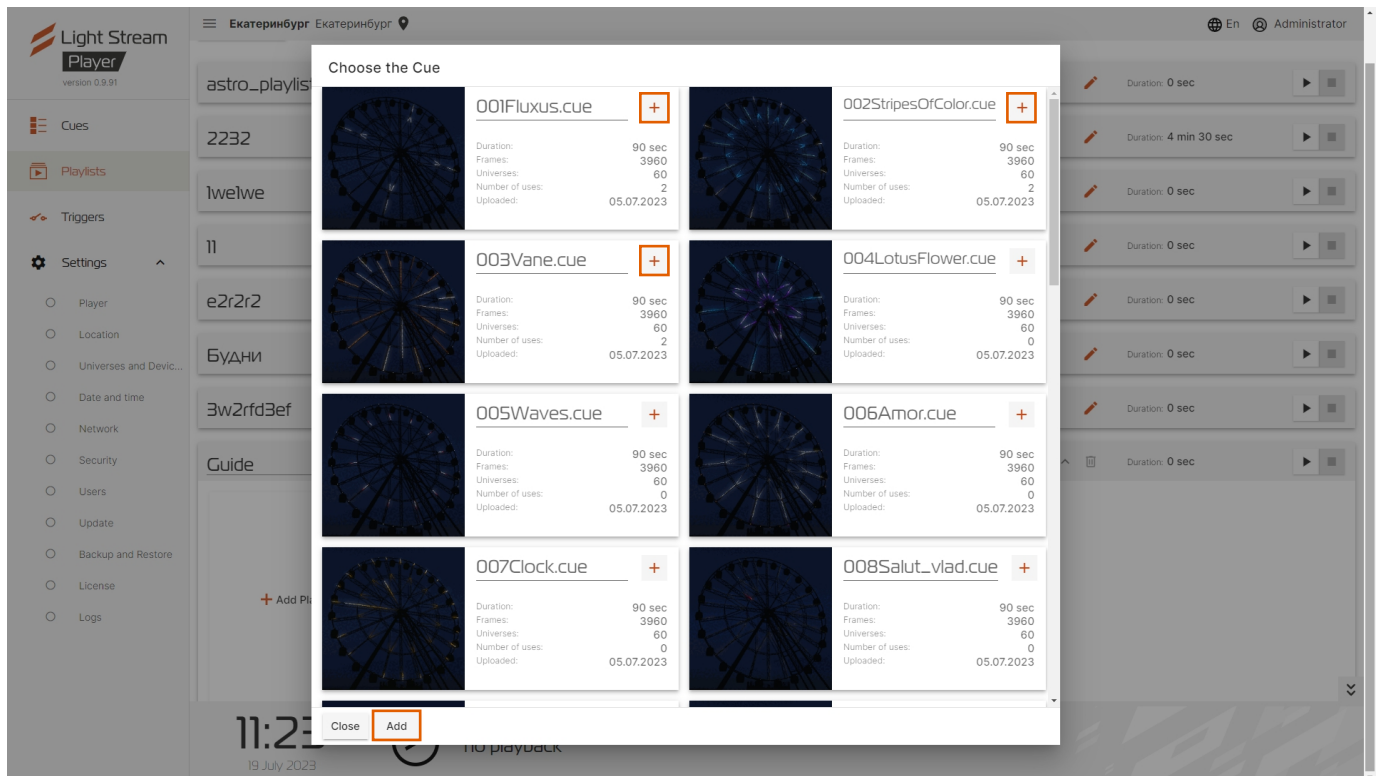 Light Stream
Player
version 0.9.91
Екатеринбург Екатеринбург
En Administrator
Cues
Playlists
Triggers
Settings
Player
Location
Universes and Devic...
Date and time
Network
Security
Users
Update
Backup and Restore
License
Logs
astro_playlis
Duration: 0 sec
2232
Duration: 4 min 30 sec
1we1we
Duration: 0 sec
11
Duration: 0 sec
e2r2r2
Duration: 0 sec
Будни
Duration: 0 sec
3w2rfd3ef
Duration: 0 sec
Guide
Duration: 0 sec
+ Add Pla
Choose the Cue
001Fluxus.cue +
Duration: 90 sec
Frames: 3960
Universes: 60
Number of uses: 2
Uploaded: 05.07.2023
002StripesOfColor.cue +
Duration: 90 sec
Frames: 3960
Universes: 60
Number of uses: 2
Uploaded: 05.07.2023
003Vane.cue +
Duration: 90 sec
Frames: 3960
Universes: 60
Number of uses: 2
Uploaded: 05.07.2023
004LotusFlower.cue +
Duration: 90 sec
Frames: 3960
Universes: 60
Number of uses: 0
Uploaded: 05.07.2023
005Waves.cue +
Duration: 90 sec
Frames: 3960
Universes: 60
Number of uses: 0
Uploaded: 05.07.2023
006Amor.cue +
Duration: 90 sec
Frames: 3960
Universes: 60
Number of uses: 0
Uploaded: 05.07.2023
007Clock.cue +
Duration: 90 sec
Frames: 3960
Universes: 60
Number of uses: 0
Uploaded: 05.07.2023
008Salut_vlad.cue +
Duration: 90 sec
Frames: 3960
Universes: 60
Number of uses: 0
Uploaded: 05.07.2023
Close Add
11:23
19 July 2023
no playback